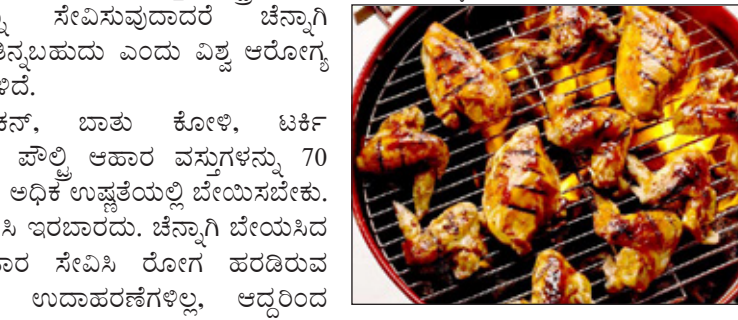 ಸೇವಿಸುವುದಾದರೆ ಚೆನ್ನಾಗಿ
ತಿನ್ನಬಹುದು ಎಂದು ವಿಶ್ವ ಆರೋಗ್ಯ
ಬಾತು ಕೋಳಿ, ಟರ್ಕಿ
ಪೌಲ್ಟ್ರಿ ಆಹಾರ ವಸ್ತುಗಳನ್ನು 70
ಅಧಿಕ ಉಷ್ಣತೆಯಲ್ಲಿ ಬೇಯಿಸಬೇಕು.
ಇರಬಾರದು. ಚೆನ್ನಾಗಿ ಬೇಯಸಿದ
ಸೇವಿಸಿ ರೋಗ ಹರಡಿರುವ
ಉದಾಹರಣೆಗಳಿಲ್ಲ, ಆದ್ದರಿಂದ